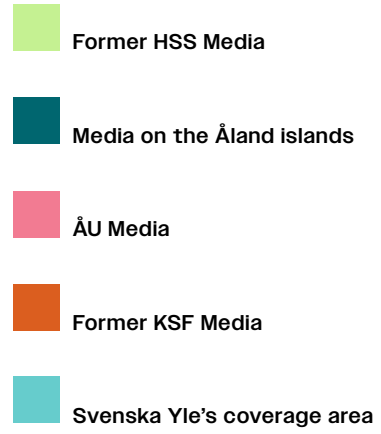 Former HSS Media
Media on the Åland islands
ÅU Media
Former KSF Media
Svenska Yle's coverage area